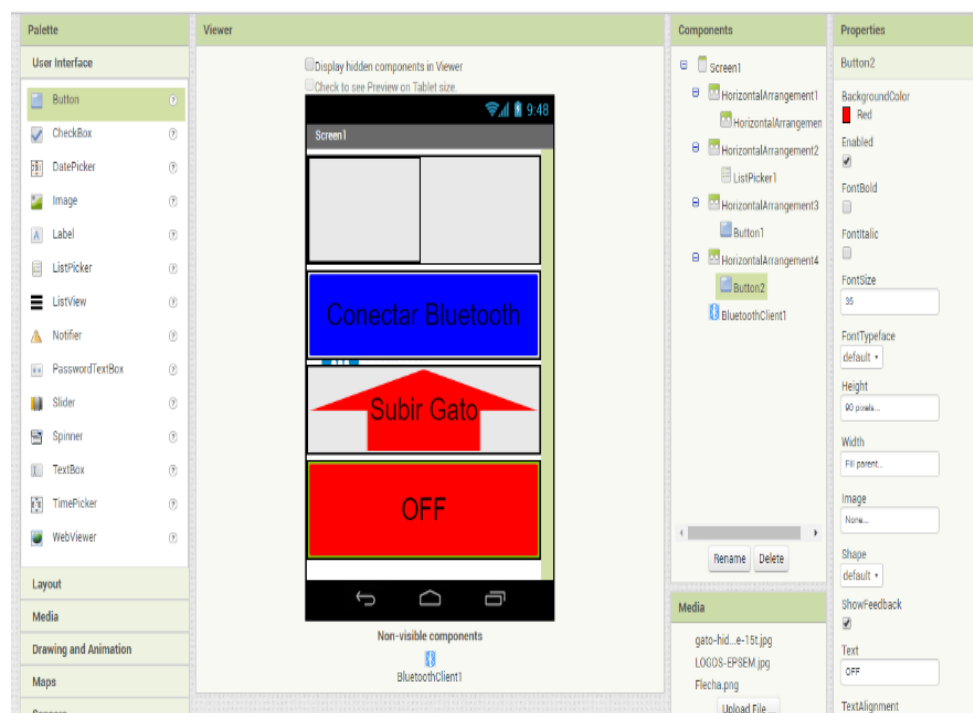 Palette
User Interface
Button
CheckBox
DatePicker
Image
Label
ListPicker
ListView
Notifier
PasswordTextBox
Slider
Spinner
TextBox
TimePicker
WebViewer
Layout
Media
Drawing and Animation
Maps
Viewer
Display hidden components in Viewer
Check to see Preview on Tablet size.
9:48
Screen1
Conectar Bluetooth
Subir Gato
OFF
Non-visible components
BluetoothClient1
Components
Screen1
HorizontalArrangement1
HorizontalArrangemen
HorizontalArrangement2
ListPicker1
HorizontalArrangement3
Button1
HorizontalArrangement4
Button2
BluetoothClient1
Rename Delete
Media
gato-hid...e-15t.jpg
LOGOS-EPSEM.jpg
Flecha.png
Upload File ...
Properties
Button2
BackgroundColor
Red
Enabled
FontBold
FontItalic
FontSize
35
FontTypeface
default
Height
90 pixels...
Width
Fill parent...
Image
None...
Shape
default
ShowFeedback
Text
OFF
TextAlignment